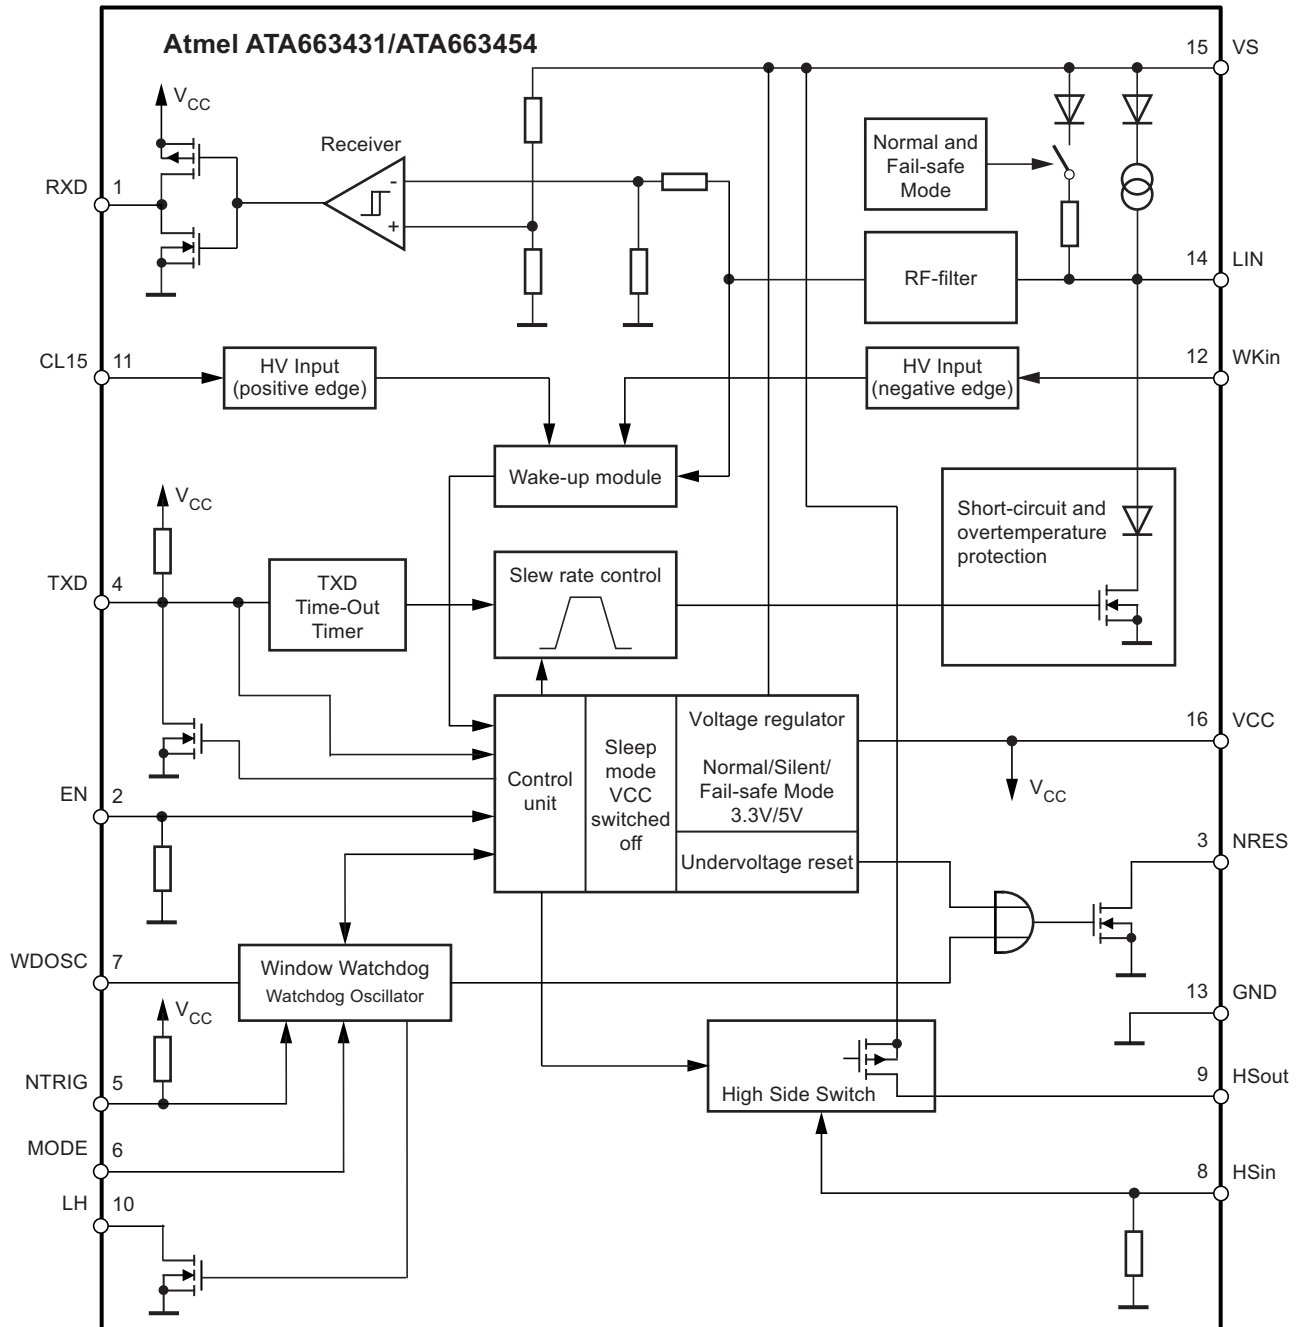 Atmel ATA663431/ATA663454
15 VS
VCC
Receiver
Normal and
Fail-safe
Mode
RXD 1
-
+
14 LIN
RF-filter
CL15 11
HV Input
(positive edge)
HV Input
(negative edge)
12 WKin
Wake-up module
VCC
Short-circuit and
overtemperature
protection
TXD 4
TXD
Time-Out
Timer
Slew rate control
Voltage regulator
Normal/Silent/
Fail-safe Mode
3.3V/5V
16 VCC
VCC
Sleep
mode
VCC
switched
off
Control
unit
EN 2
Undervoltage reset
3 NRES
WDOSC 7
Window Watchdog
Watchdog Oscillator
13 GND
VCC
NTRIG 5
High Side Switch
9 HSout
MODE 6
8 HSin
LH 10